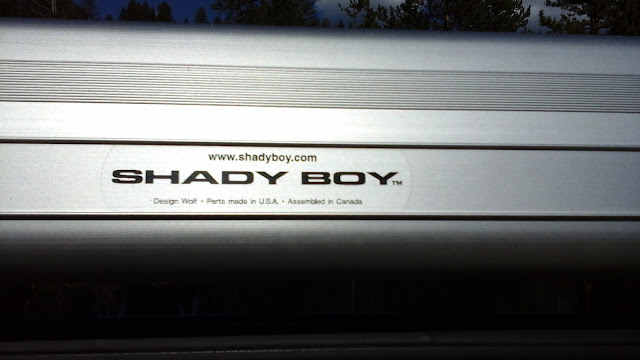 www.shadyboy.com
SHADY BOY™
Design Wolf • Parts made in U.S.A. • Assembled in Canada